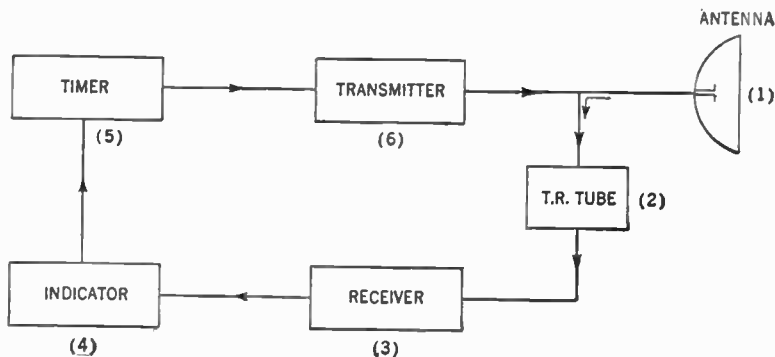 ANTENNA
TIMER
TRANSMITTER
(1)
(5)
(6)
T.R. TUBE
(2)
INDICATOR
RECEIVER
(4)
(3)